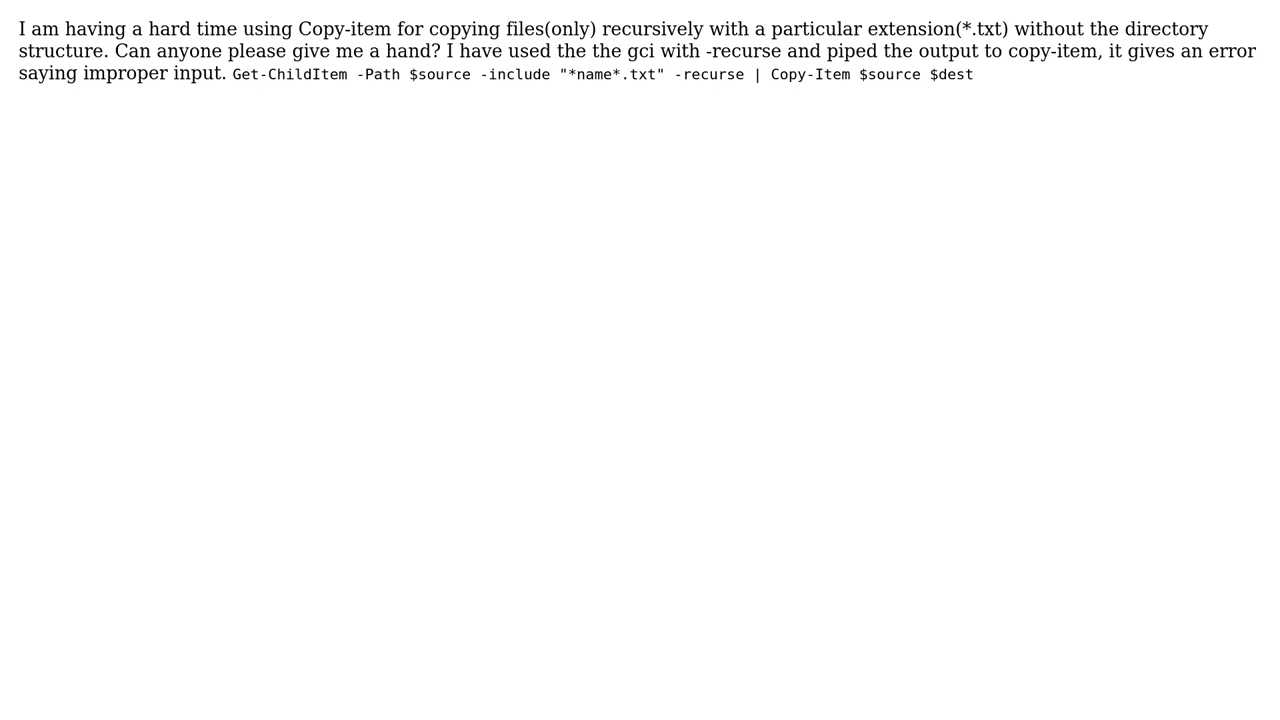 I am having a hard time using Copy-item for copying files(only) recursively with a particular extension(*.txt) without the directory
structure. Can anyone please give me a hand? I have used the the gci with -recurse and piped the output to copy-item, it gives an error
saying improper input. Get-ChildItem -Path $source -include "*name*.txt" -recurse | Copy-Item $source $dest